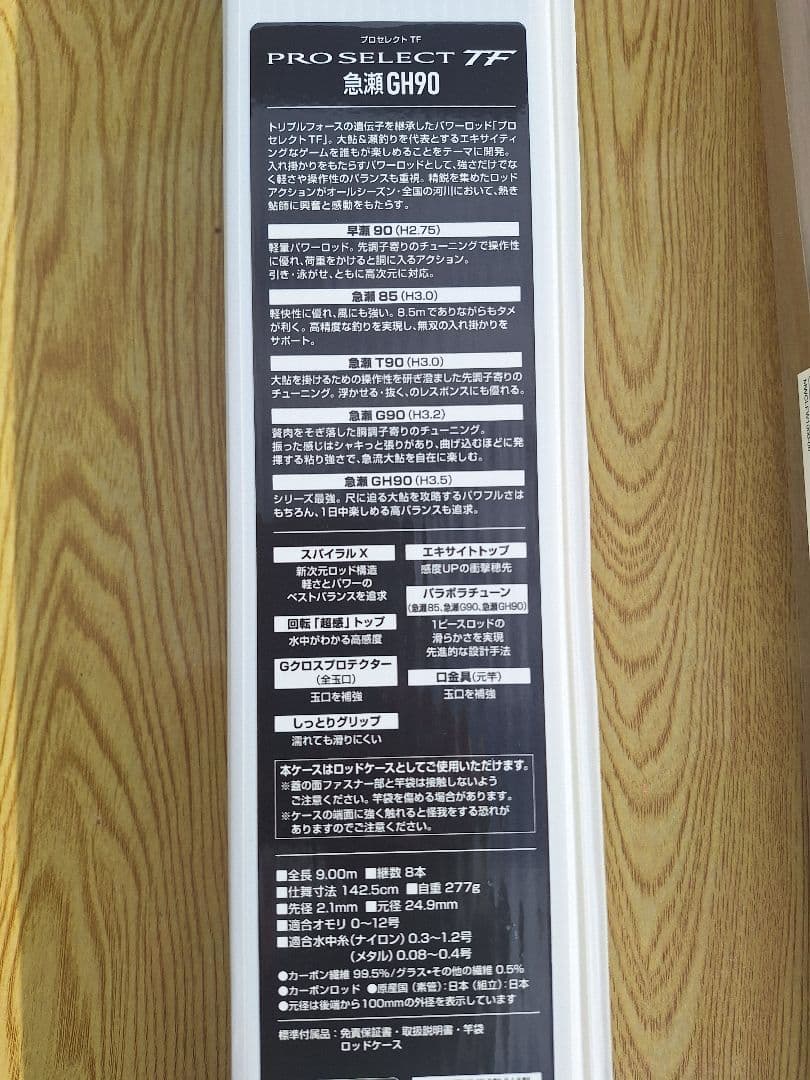 プロセレクト TF
PRO SELECT TF
急瀬 GH90
トリプルフォースの遺伝子を継承したパワーロッド「プロ
セレクトTF」。大鮎&瀬釣りを代表とするエキサイティ
ングなゲームを誰もが楽しめることをテーマに開発。
入れ掛かりをもたらすパワーロッドとして、強さだけでな
く軽さや操作性のバランスも重視。精鋭を集めたロッド
アクションがオールシーズン・全国の河川において、熱き
鮎師に興奮と感動をもたらす。
早瀬 90 (H2.75)
軽量パワーロッド。先調子寄りのチューニングで操作性
に優れ、荷重をかけると胴に入るアクション。
引き・泳がせ、ともに高次元に対応。
急瀬 85 (H3.0)
軽快性に優れ、風にも強い。8.5mでありながらもタメ
が利く。高精度な釣りを実現し、無双の入れ掛かりを
サポート。
急瀬 T90 (H3.0)
大鮎を掛けるための操作性を研ぎ澄ました先調子寄りの
チューニング。浮かせる・抜く、のレスポンスにも優れる。
急瀬 G90 (H3.2)
贅肉をそぎ落した胴調子寄りのチューニング。
振った感じはシャキっと張りがあり、曲げ込むほどに発
揮する粘り強さで、急流大鮎を自在に楽しむ。
急瀬 GH90 (H3.5)
シリーズ最強。尺に迫る大鮎を攻略するパワフルさは
もちろん、1日中楽しめる高バランスも追求。
スパイラル X
新次元ロッド構造
軽さとパワーの
ベストバランスを追求
回転「超感」トップ
水中がわかる高感度
Gクロスプロテクター
(全玉口)
玉口を補強
しっとりグリップ
濡れても滑りにくい
エキサイトトップ
感度UPの衝撃穂先
パラボラチューン
(急瀬85、急瀬G90、急瀬GH90)
1ピースロッドの
滑らかさを実現
先進的な設計手法
口金具(元竿)
玉口を補強
本ケースはロッドケースとしてご使用いただけます。
※蓋の面ファスナー部と竿袋は接触しないよう
ご注意ください。竿袋を傷める場合があります。
※ケースの端面に強く触れると怪我をする恐れが
ありますのでご注意ください。
■全長 9.00m ■継数 8本
■仕舞寸法 142.5cm ■自重 277g
■先径 2.1mm ■元径 24.9mm
■適合オモリ 0〜12号
■適合水中糸(ナイロン) 0.3〜1.2号
(メタル) 0.08〜0.4号
●カーボン繊維 99.5%/グラス・その他の繊維 0.5%
●カーボンロッド ●原産国 (素管):日本 (組立):日本
●元径は後端から100mmの外径を表示しています
標準付属品:免責保証書・取扱説明書・竿袋
ロッドケース